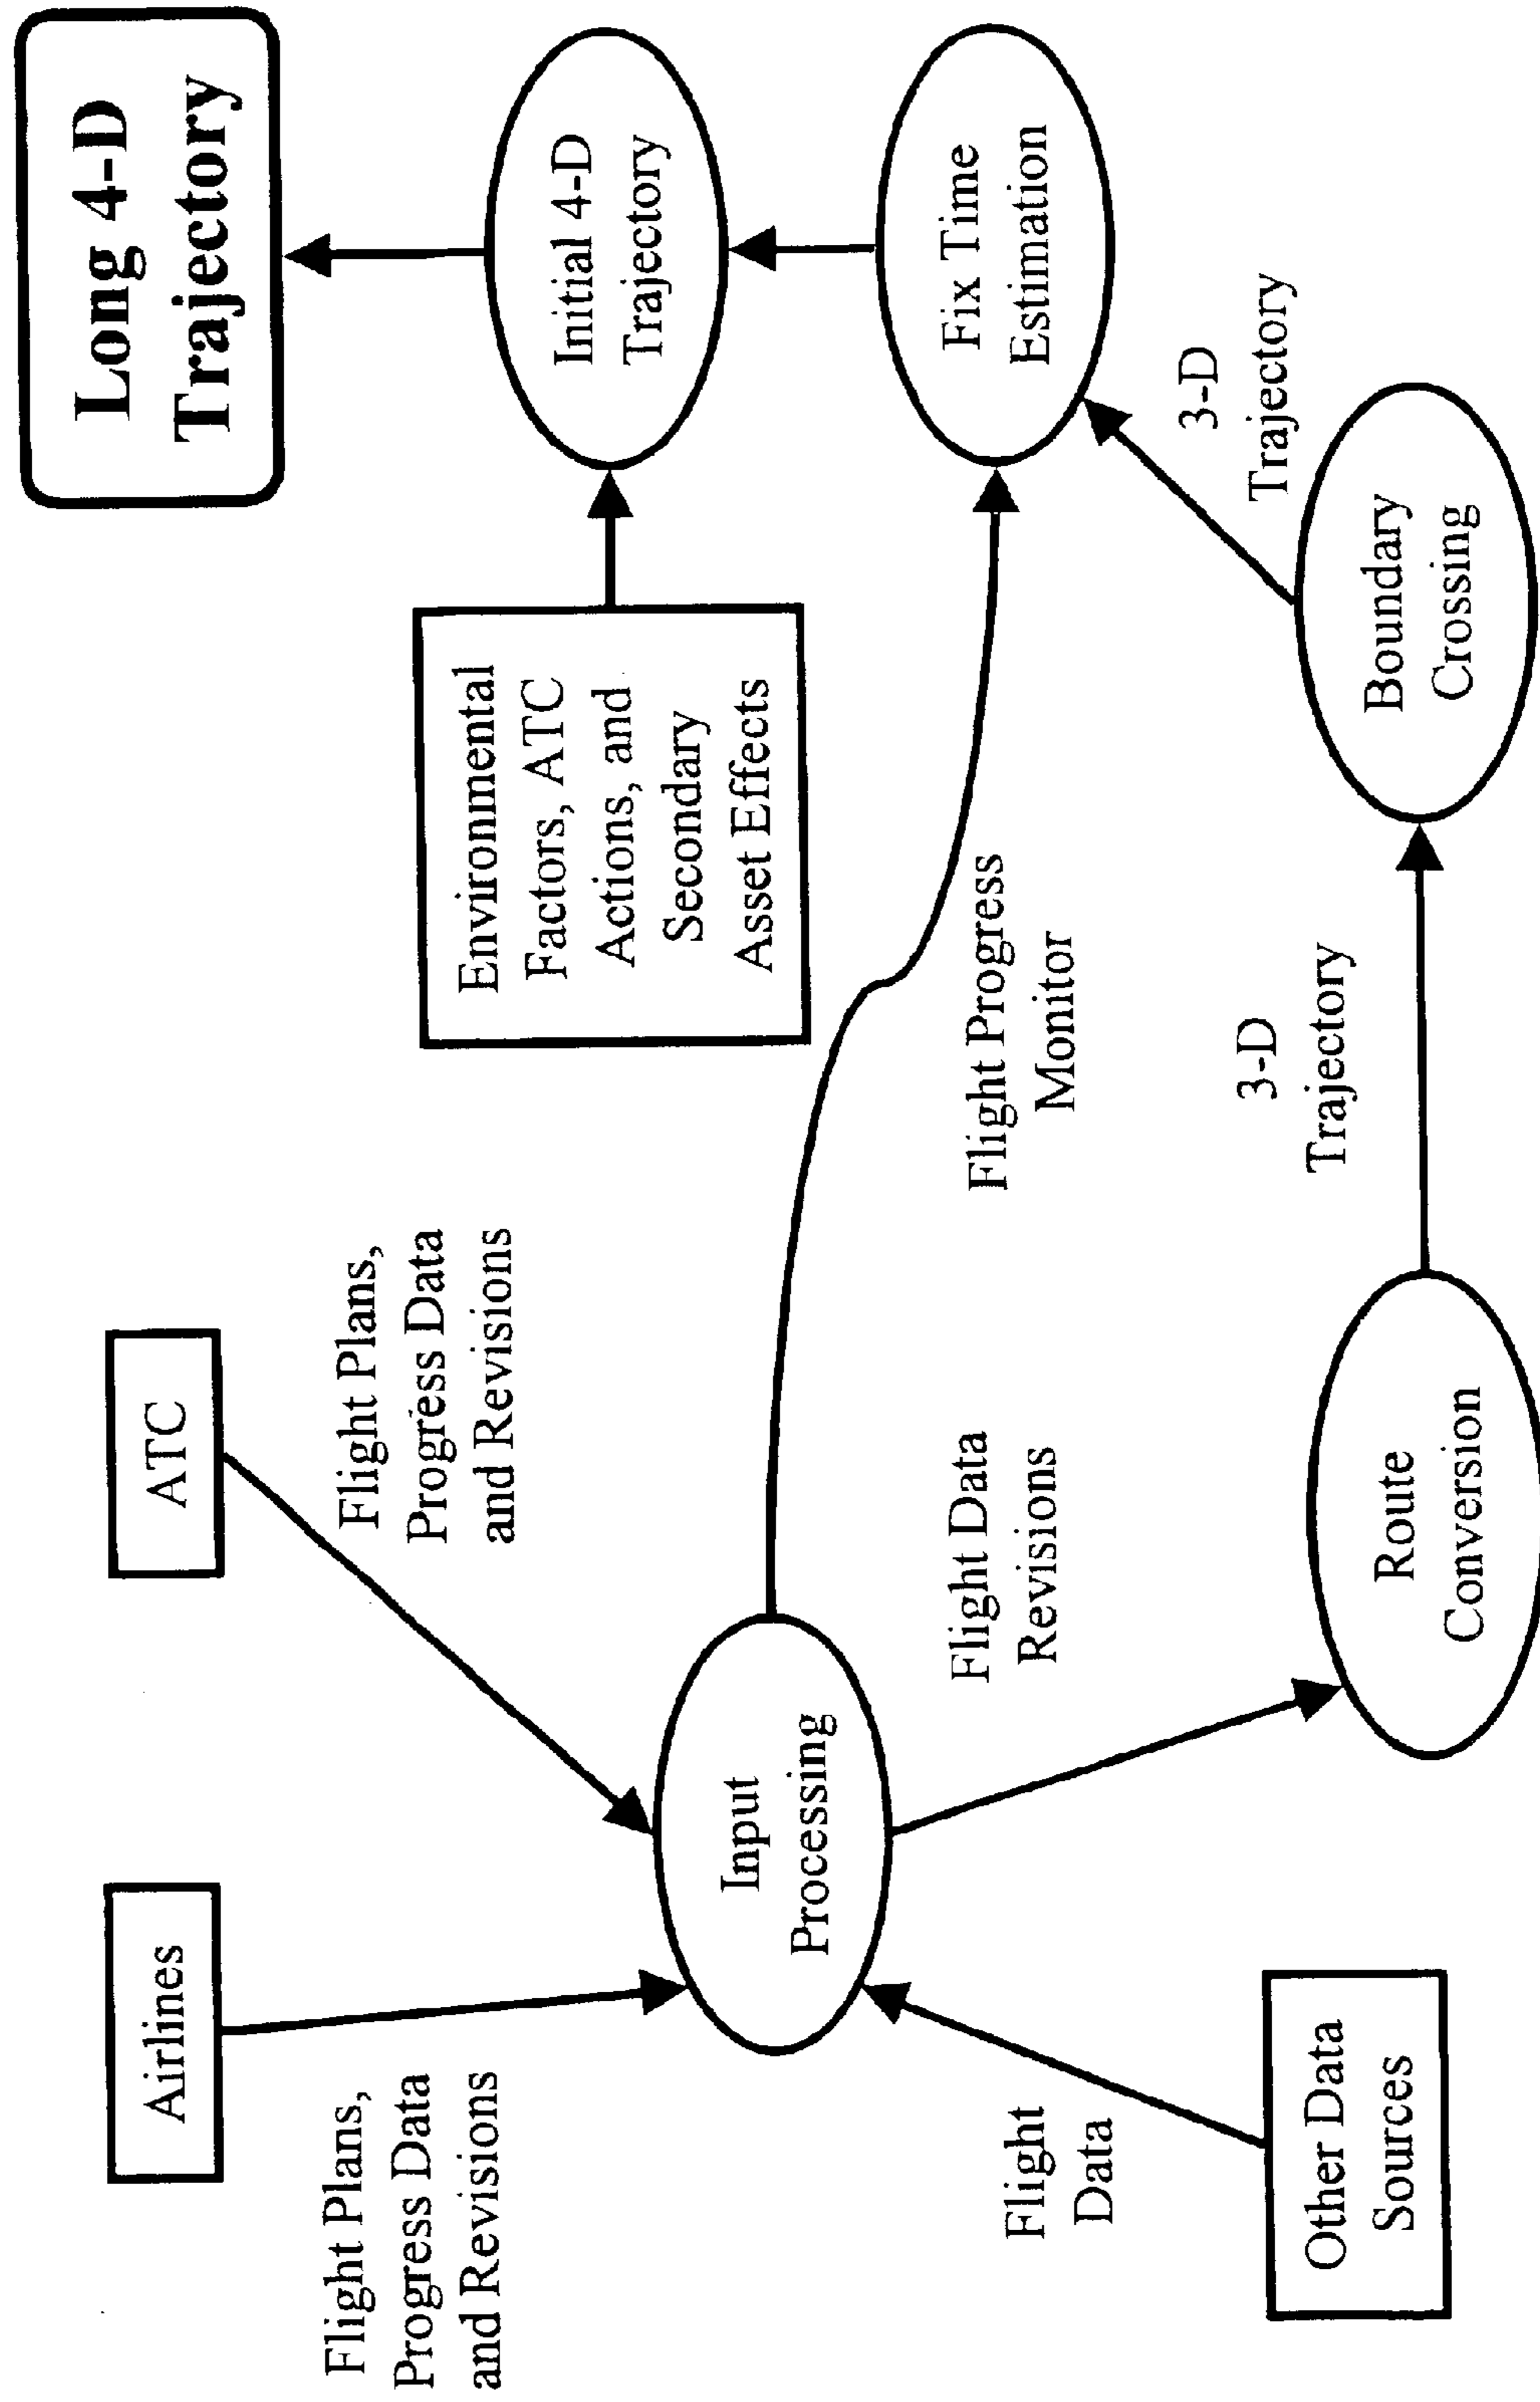 Airlines
ATC
Long 4-D
Trajectory
Flight Plans,
Progress Data
and Revisions
Flight Plans,
Progress Data
and Revisions
Environmental
Factors, ATC
Actions, and
Secondary
Asset Effects
Initial 4-D
Trajectory
Input
Processing
Flight Progress
Monitor
Fix Time
Estimation
Flight
Data
Flight Data
Revisions
3-D
Trajectory
3-D
Trajectory
Other Data
Sources
Route
Conversion
Boundary
Crossing